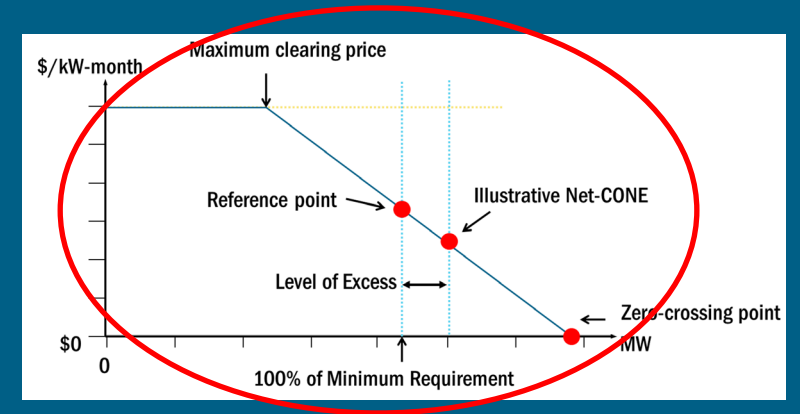 Maximum clearing price
$/kW-month
Illustrative Net-CONE
Reference point
Level of Excess
Zero-crossing point
$0
MW
0
100% of Minimum Requirement